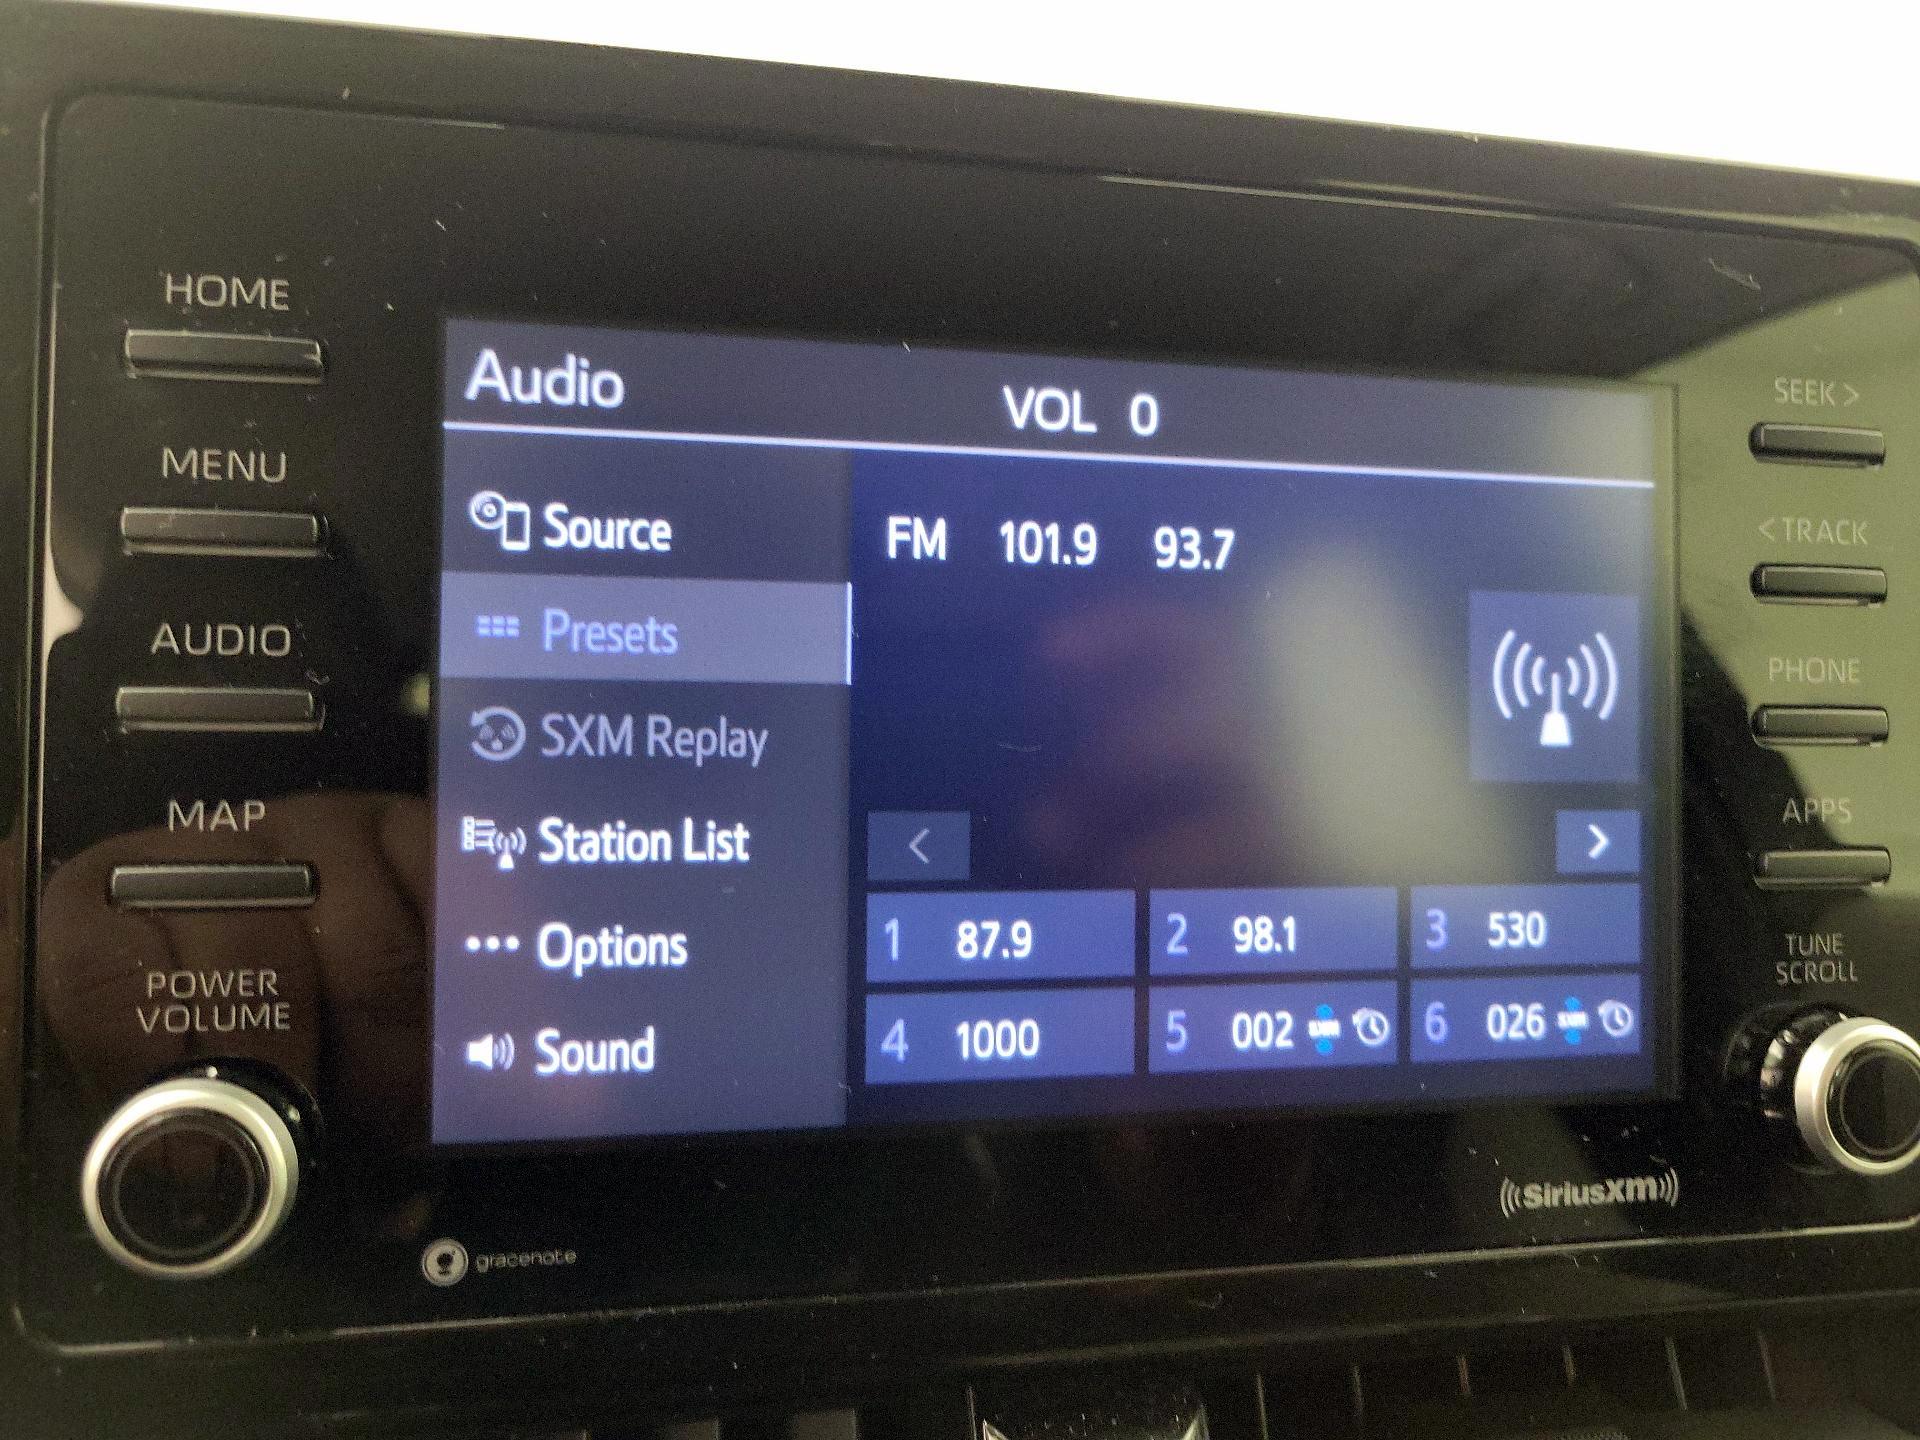 HOME
MENU
AUDIO
MAP
POWER
VOLUME
Audio
VOL 0
Source
Presets
SXM Replay
Station List
Options
Sound
FM 101.9 93.7
<
>
1 87.9
2 98.1
3 530
4 1000
5 002 SXM
6 026 SXM
SEEK >
< TRACK
PHONE
APPS
TUNE
SCROLL
gracenote
((SiriusXM))